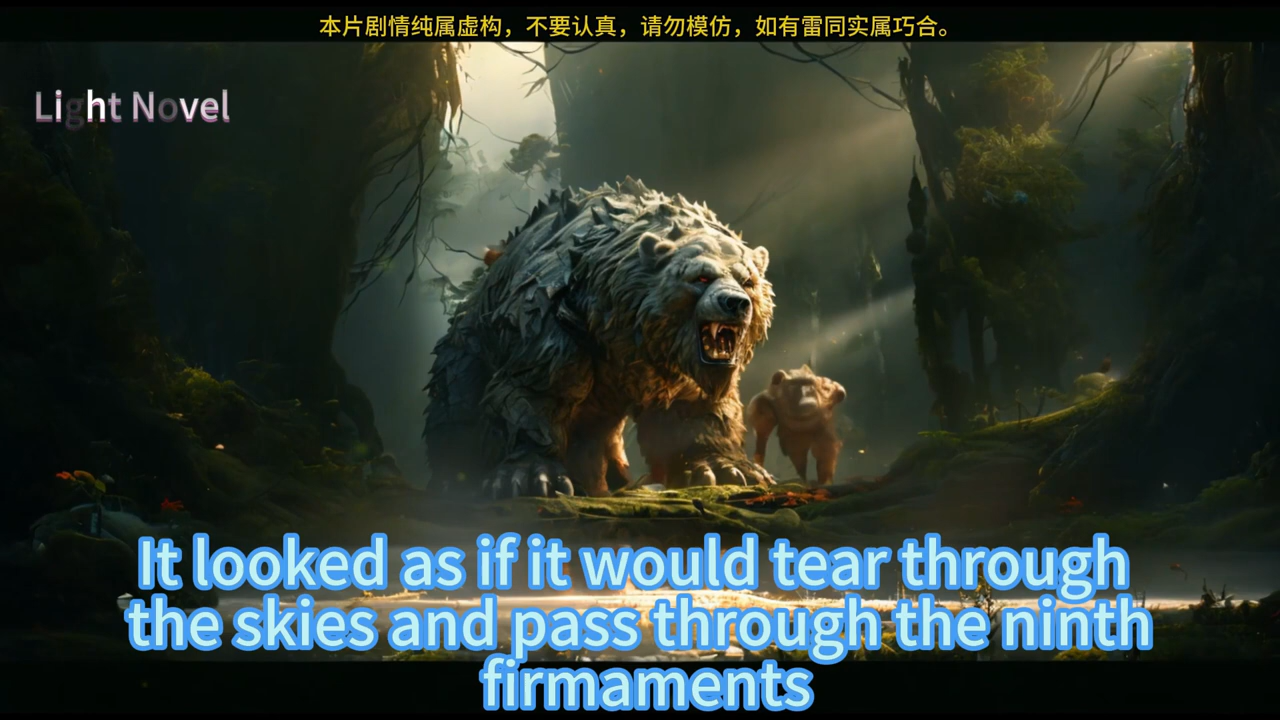 本片剧情纯属虚构，不要认真，请勿模仿，如有雷同实属巧合。
Light Novel
It looked as if it would tear through
the skies and pass through the ninth
firmaments